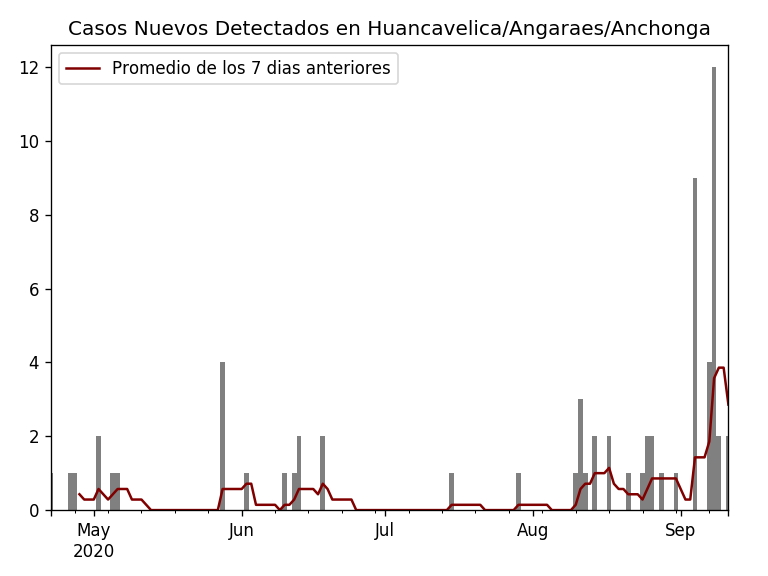 Casos Nuevos Detectados en Huancavelica/Angaraes/Anchonga
Promedio de los 7 dias anteriores
12
10
8
6
4
2
0
May
2020
Jun
Jul
Aug
Sep